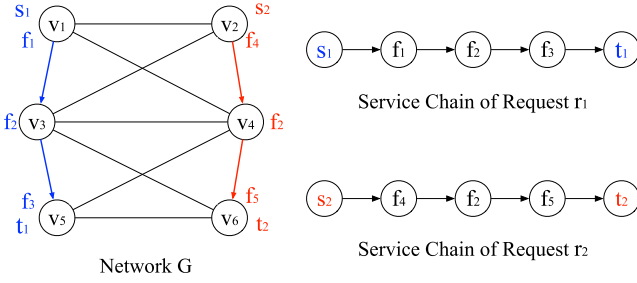 s₁ v₁ v₂ s₂
f₁ f₄
f₂ v₃ v₄ f₂
f₃ f₅
t₁ v₅ v₆ t₂
Network G
s₁ f₁ f₂ f₃ t₁
Service Chain of Request r₁
s₂ f₄ f₂ f₅ t₂
Service Chain of Request r₂